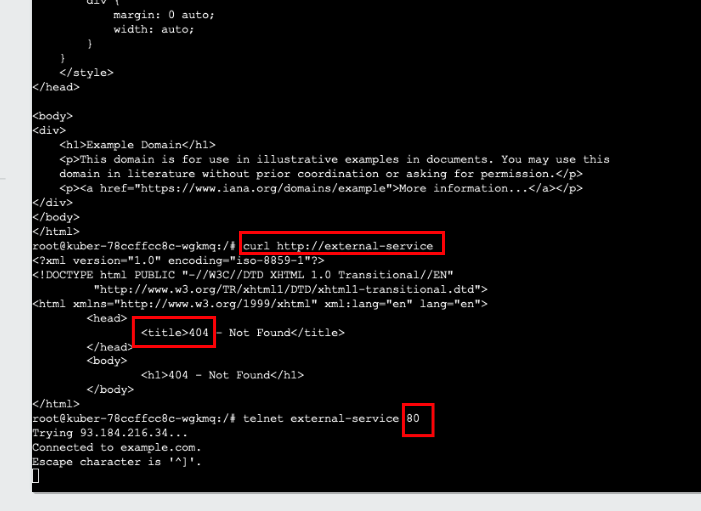 div {
margin: 0 auto;
width: auto;
}
}
</style>
</head>
<body>
<div>
<h1>Example Domain</h1>
<p>This domain is for use in illustrative examples in documents. You may use this
domain in literature without prior coordination or asking for permission.</p>
<p><a href="https://www.iana.org/domains/example">More information...</a></p>
</div>
</body>
</html>
root@kuber-78ccffcc8c-wgkmq:/# curl http://external-service
<?xml version="1.0" encoding="iso-8859-1"?>
<!DOCTYPE html PUBLIC "-//W3C//DTD XHTML 1.0 Transitional//EN"
"http://www.w3.org/TR/xhtml1/DTD/xhtml1-transitional.dtd">
<html xmlns="http://www.w3.org/1999/xhtml" xml:lang="en" lang="en">
<head>
<title>404 - Not Found</title>
</head>
<body>
<h1>404 - Not Found</h1>
</body>
</html>
root@kuber-78ccffcc8c-wgkmq:/# telnet external-service 80
Trying 93.184.216.34...
Connected to example.com.
Escape character is '^]'.